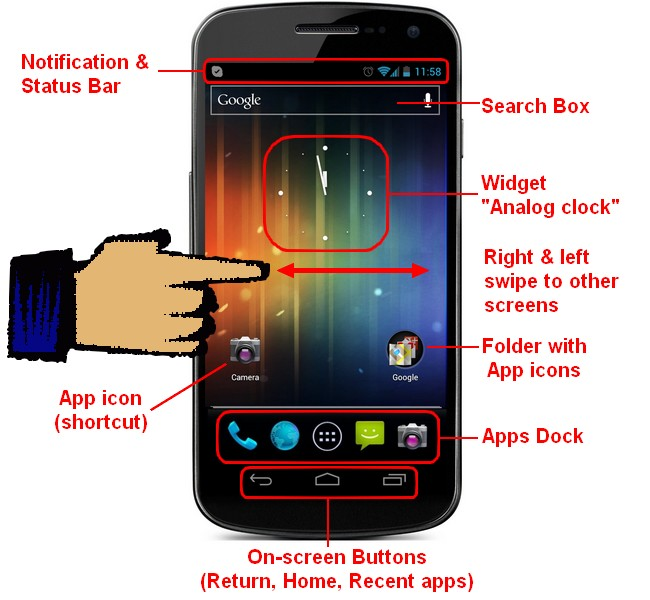 Notification &
Status Bar
11:58
Google
Search Box
Widget
"Analog clock"
Right & left
swipe to other
screens
Camera
Google
Folder with
App icons
App icon
(shortcut)
Apps Dock
On-screen Buttons
(Return, Home, Recent apps)